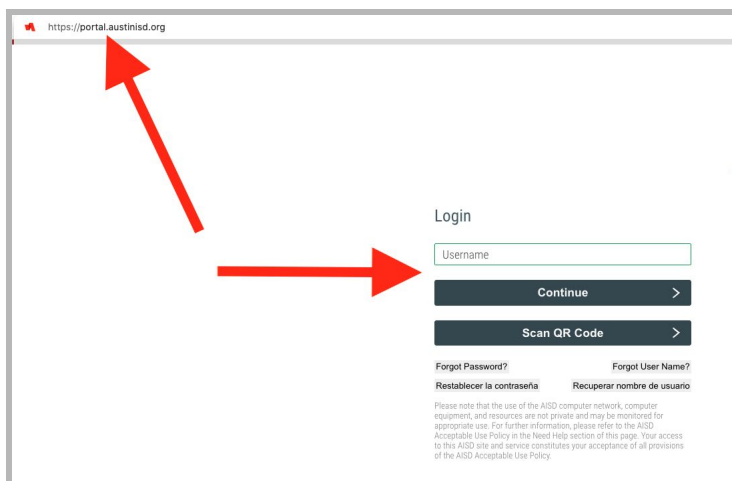 https://portal.austinisd.org
Login
Username
Continue
Scan QR Code
Forgot Password? Forgot User Name?
Restablecer la contraseña Recuperar nombre de usuario
Please note that the use of the AISD computer network, computer
equipment, and resources are not private and may be monitored for
appropriate use. For further information, please refer to the AISD
Acceptable Use Policy in the Need Help section of this page. Your access
to this AISD site and service constitutes your acceptance of all provisions
of the AISD Acceptable Use Policy.